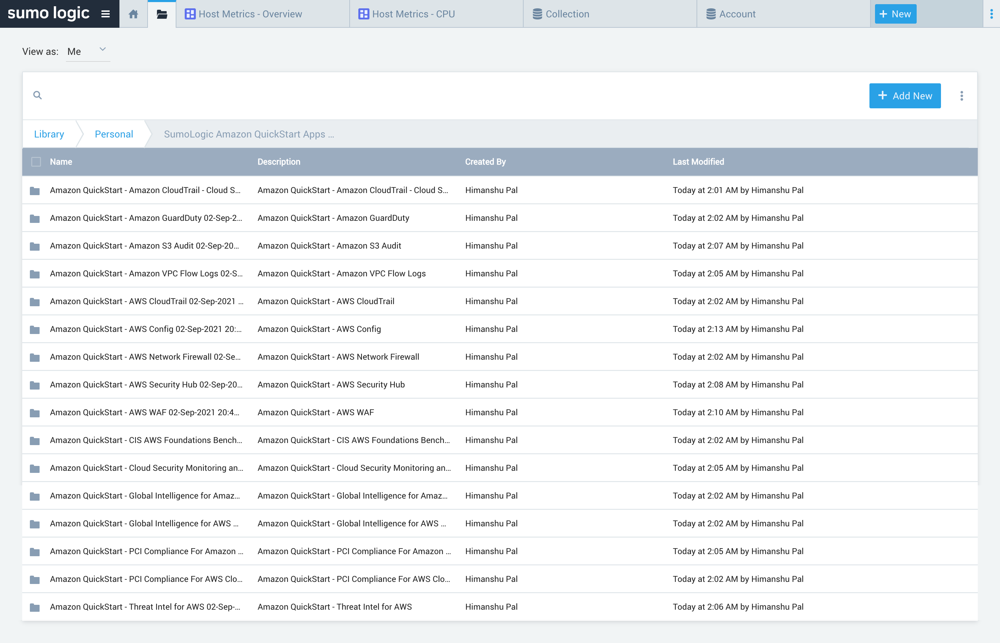 sumo logic
Host Metrics - Overview
Host Metrics - CPU
Collection
Account
+ New
View as: Me
+ Add New
Library Personal SumoLogic Amazon QuickStart Apps ...
Name Description Created By Last Modified
Amazon QuickStart - Amazon CloudTrail - Cloud S... Amazon QuickStart - Amazon CloudTrail - Cloud S... Himanshu Pal Today at 2:01 AM by Himanshu Pal
Amazon QuickStart - Amazon GuardDuty 02-Sep-2... Amazon QuickStart - Amazon GuardDuty Himanshu Pal Today at 2:02 AM by Himanshu Pal
Amazon QuickStart - Amazon S3 Audit 02-Sep-20... Amazon QuickStart - Amazon S3 Audit Himanshu Pal Today at 2:07 AM by Himanshu Pal
Amazon QuickStart - Amazon VPC Flow Logs 02-S... Amazon QuickStart - Amazon VPC Flow Logs Himanshu Pal Today at 2:05 AM by Himanshu Pal
Amazon QuickStart - AWS CloudTrail 02-Sep-2021 ... Amazon QuickStart - AWS CloudTrail Himanshu Pal Today at 2:02 AM by Himanshu Pal
Amazon QuickStart - AWS Config 02-Sep-2021 20:... Amazon QuickStart - AWS Config Himanshu Pal Today at 2:13 AM by Himanshu Pal
Amazon QuickStart - AWS Network Firewall 02-Se... Amazon QuickStart - AWS Network Firewall Himanshu Pal Today at 2:02 AM by Himanshu Pal
Amazon QuickStart - AWS Security Hub 02-Sep-20... Amazon QuickStart - AWS Security Hub Himanshu Pal Today at 2:08 AM by Himanshu Pal
Amazon QuickStart - AWS WAF 02-Sep-2021 20:4... Amazon QuickStart - AWS WAF Himanshu Pal Today at 2:10 AM by Himanshu Pal
Amazon QuickStart - CIS AWS Foundations Bench... Amazon QuickStart - CIS AWS Foundations Bench... Himanshu Pal Today at 2:02 AM by Himanshu Pal
Amazon QuickStart - Cloud Security Monitoring an... Amazon QuickStart - Cloud Security Monitoring an... Himanshu Pal Today at 2:05 AM by Himanshu Pal
Amazon QuickStart - Global Intelligence for Amaz... Amazon QuickStart - Global Intelligence for Amaz... Himanshu Pal Today at 2:02 AM by Himanshu Pal
Amazon QuickStart - Global Intelligence for AWS ... Amazon QuickStart - Global Intelligence for AWS ... Himanshu Pal Today at 2:02 AM by Himanshu Pal
Amazon QuickStart - PCI Compliance For Amazon ... Amazon QuickStart - PCI Compliance For Amazon ... Himanshu Pal Today at 2:05 AM by Himanshu Pal
Amazon QuickStart - PCI Compliance For AWS Clo... Amazon QuickStart - PCI Compliance For AWS Clo... Himanshu Pal Today at 2:02 AM by Himanshu Pal
Amazon QuickStart - Threat Intel for AWS 02-Sep-... Amazon QuickStart - Threat Intel for AWS Himanshu Pal Today at 2:06 AM by Himanshu Pal